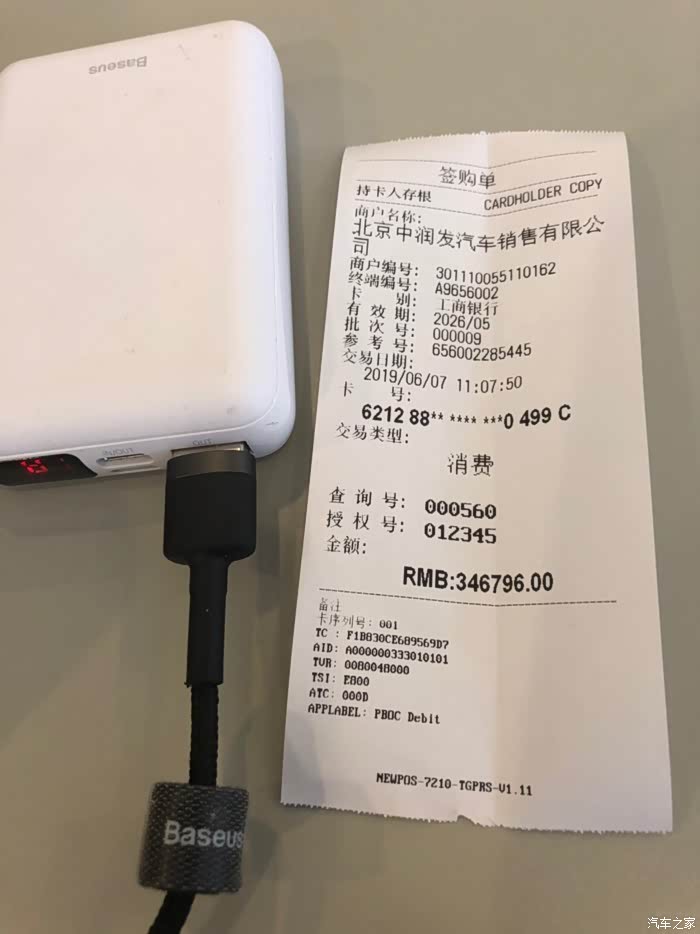 Baseus
签购单
持卡人存根 CARDHOLDER COPY
商户名称:
北京中润发汽车销售有限公
司
商户编号: 301110055110162
终端编号: A9656002
卡 别: 工商银行
有 效 期: 2026/05
批 次 号: 000009
参 考 号: 656002285445
交易日期:
2019/06/07 11:07:50
卡 号:
6212 88** **** ***0 499 C
交易类型:
消费
查 询 号: 000560
授 权 号: 012345
金额:
RMB:346796.00
备注
卡序列号: 001
TC : F1B830CE689569D7
AID: A000000333010101
TVR: 0080048000
TSI: E800
ATC: 000D
APPLABEL: PBOC Debit
NEWPOS-7210-TGPRS-V1.11
OUT
Baseus
汽车之家